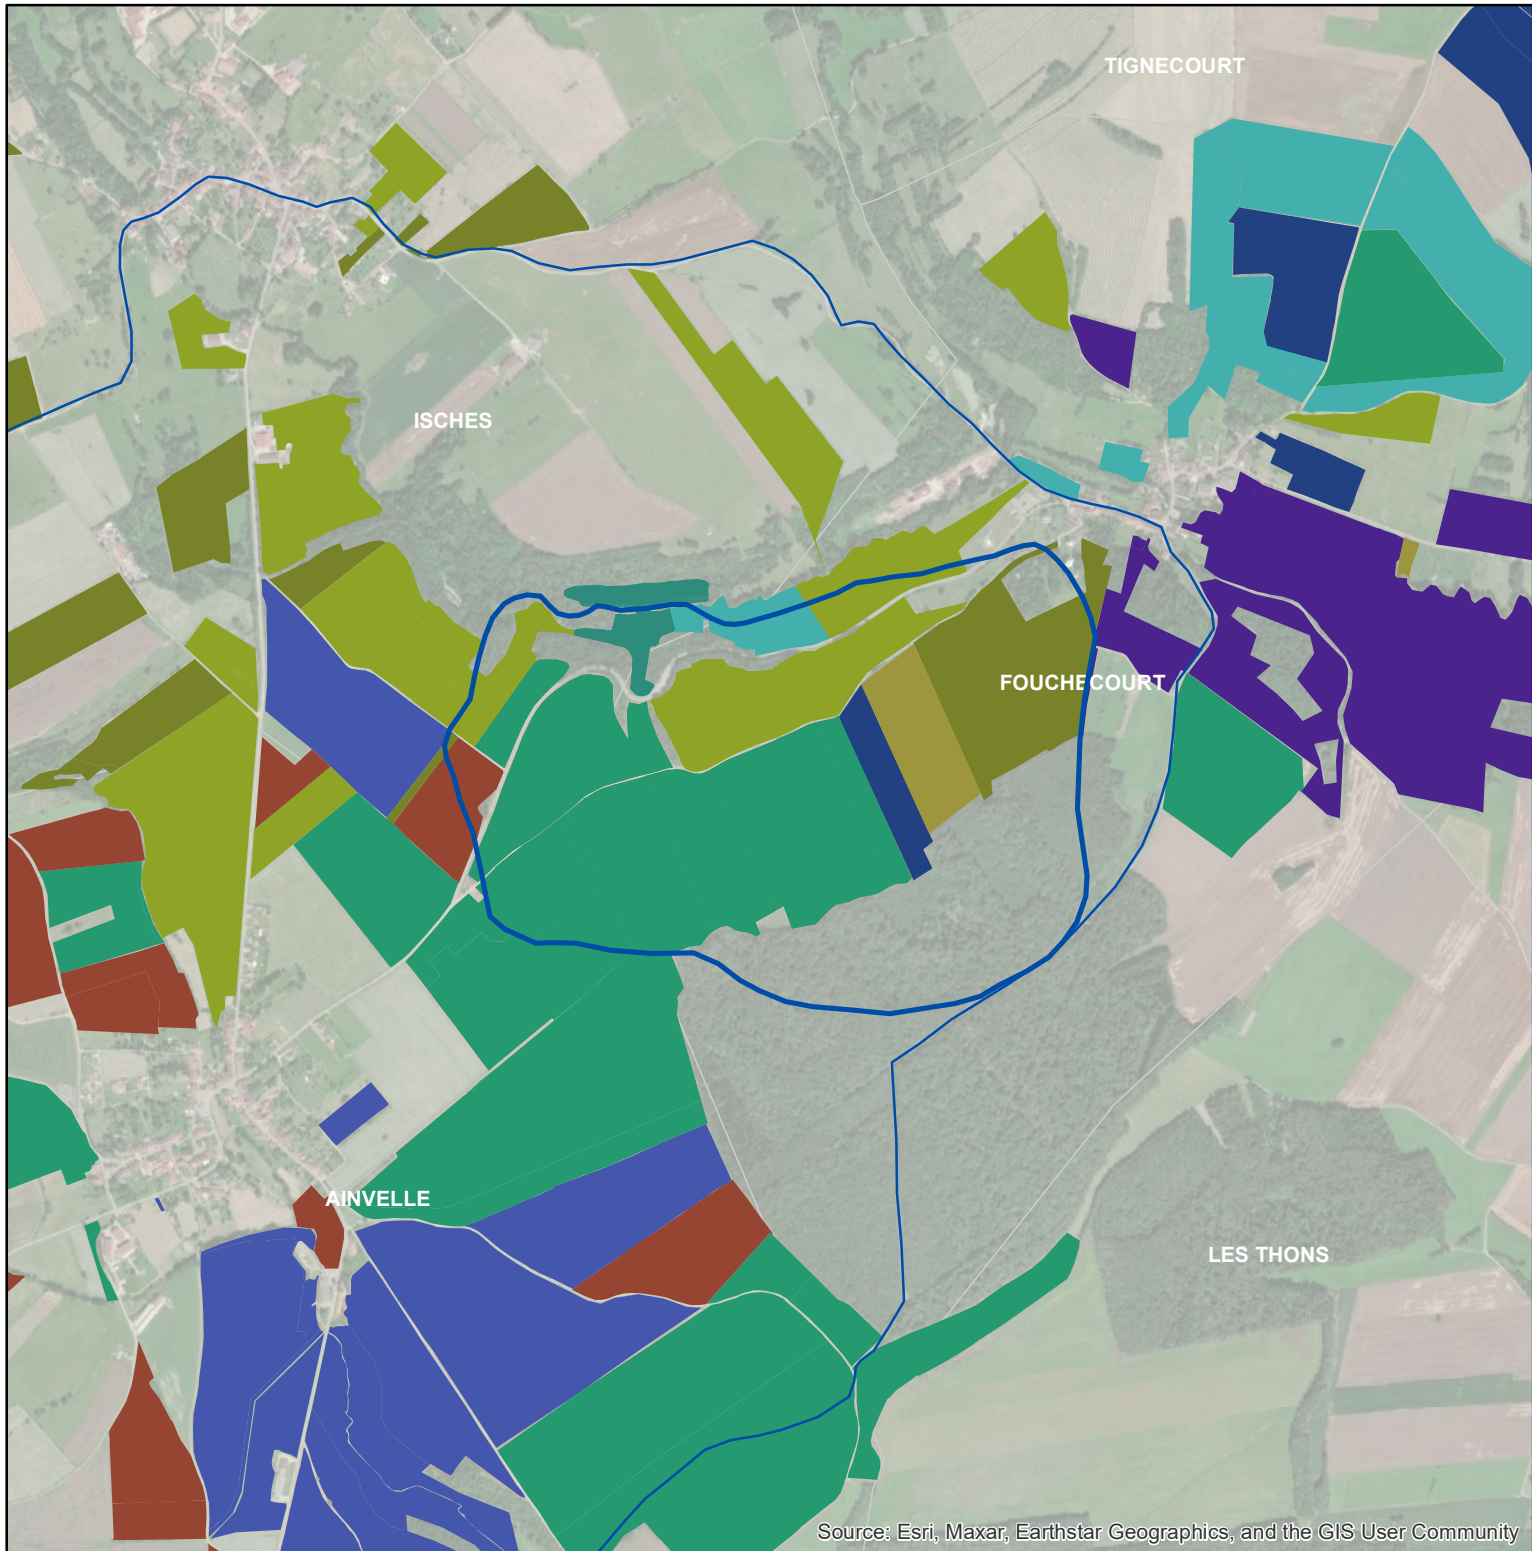 TIGNECOURT
ISCHES
FOUCHECOURT
AINVELLE
LES THONS
Source: Esri, Maxar, Earthstar Geographics, and the GIS User Community